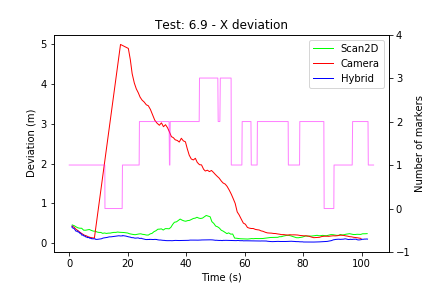 Test: 6.9 - X deviation
Scan2D
Camera
Hybrid
Deviation (m)
5
4
3
2
1
0
4
3
2
1
0
−1
Number of markers
0
20
40
60
80
100
Time (s)